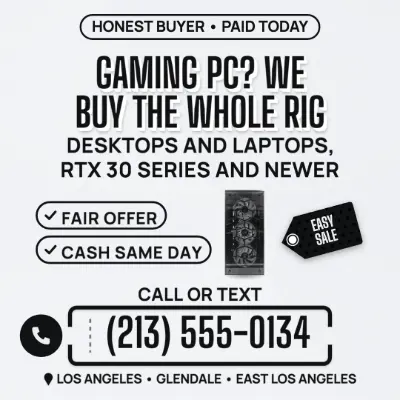 HONEST BUYER • PAID TODAY
GAMING PC? WE
BUY THE WHOLE RIG
DESKTOPS AND LAPTOPS,
RTX 30 SERIES AND NEWER
FAIR OFFER
CASH SAME DAY
EASY
SALE
CALL OR TEXT
(213) 555-0134
LOS ANGELES • GLENDALE • EAST LOS ANGELES